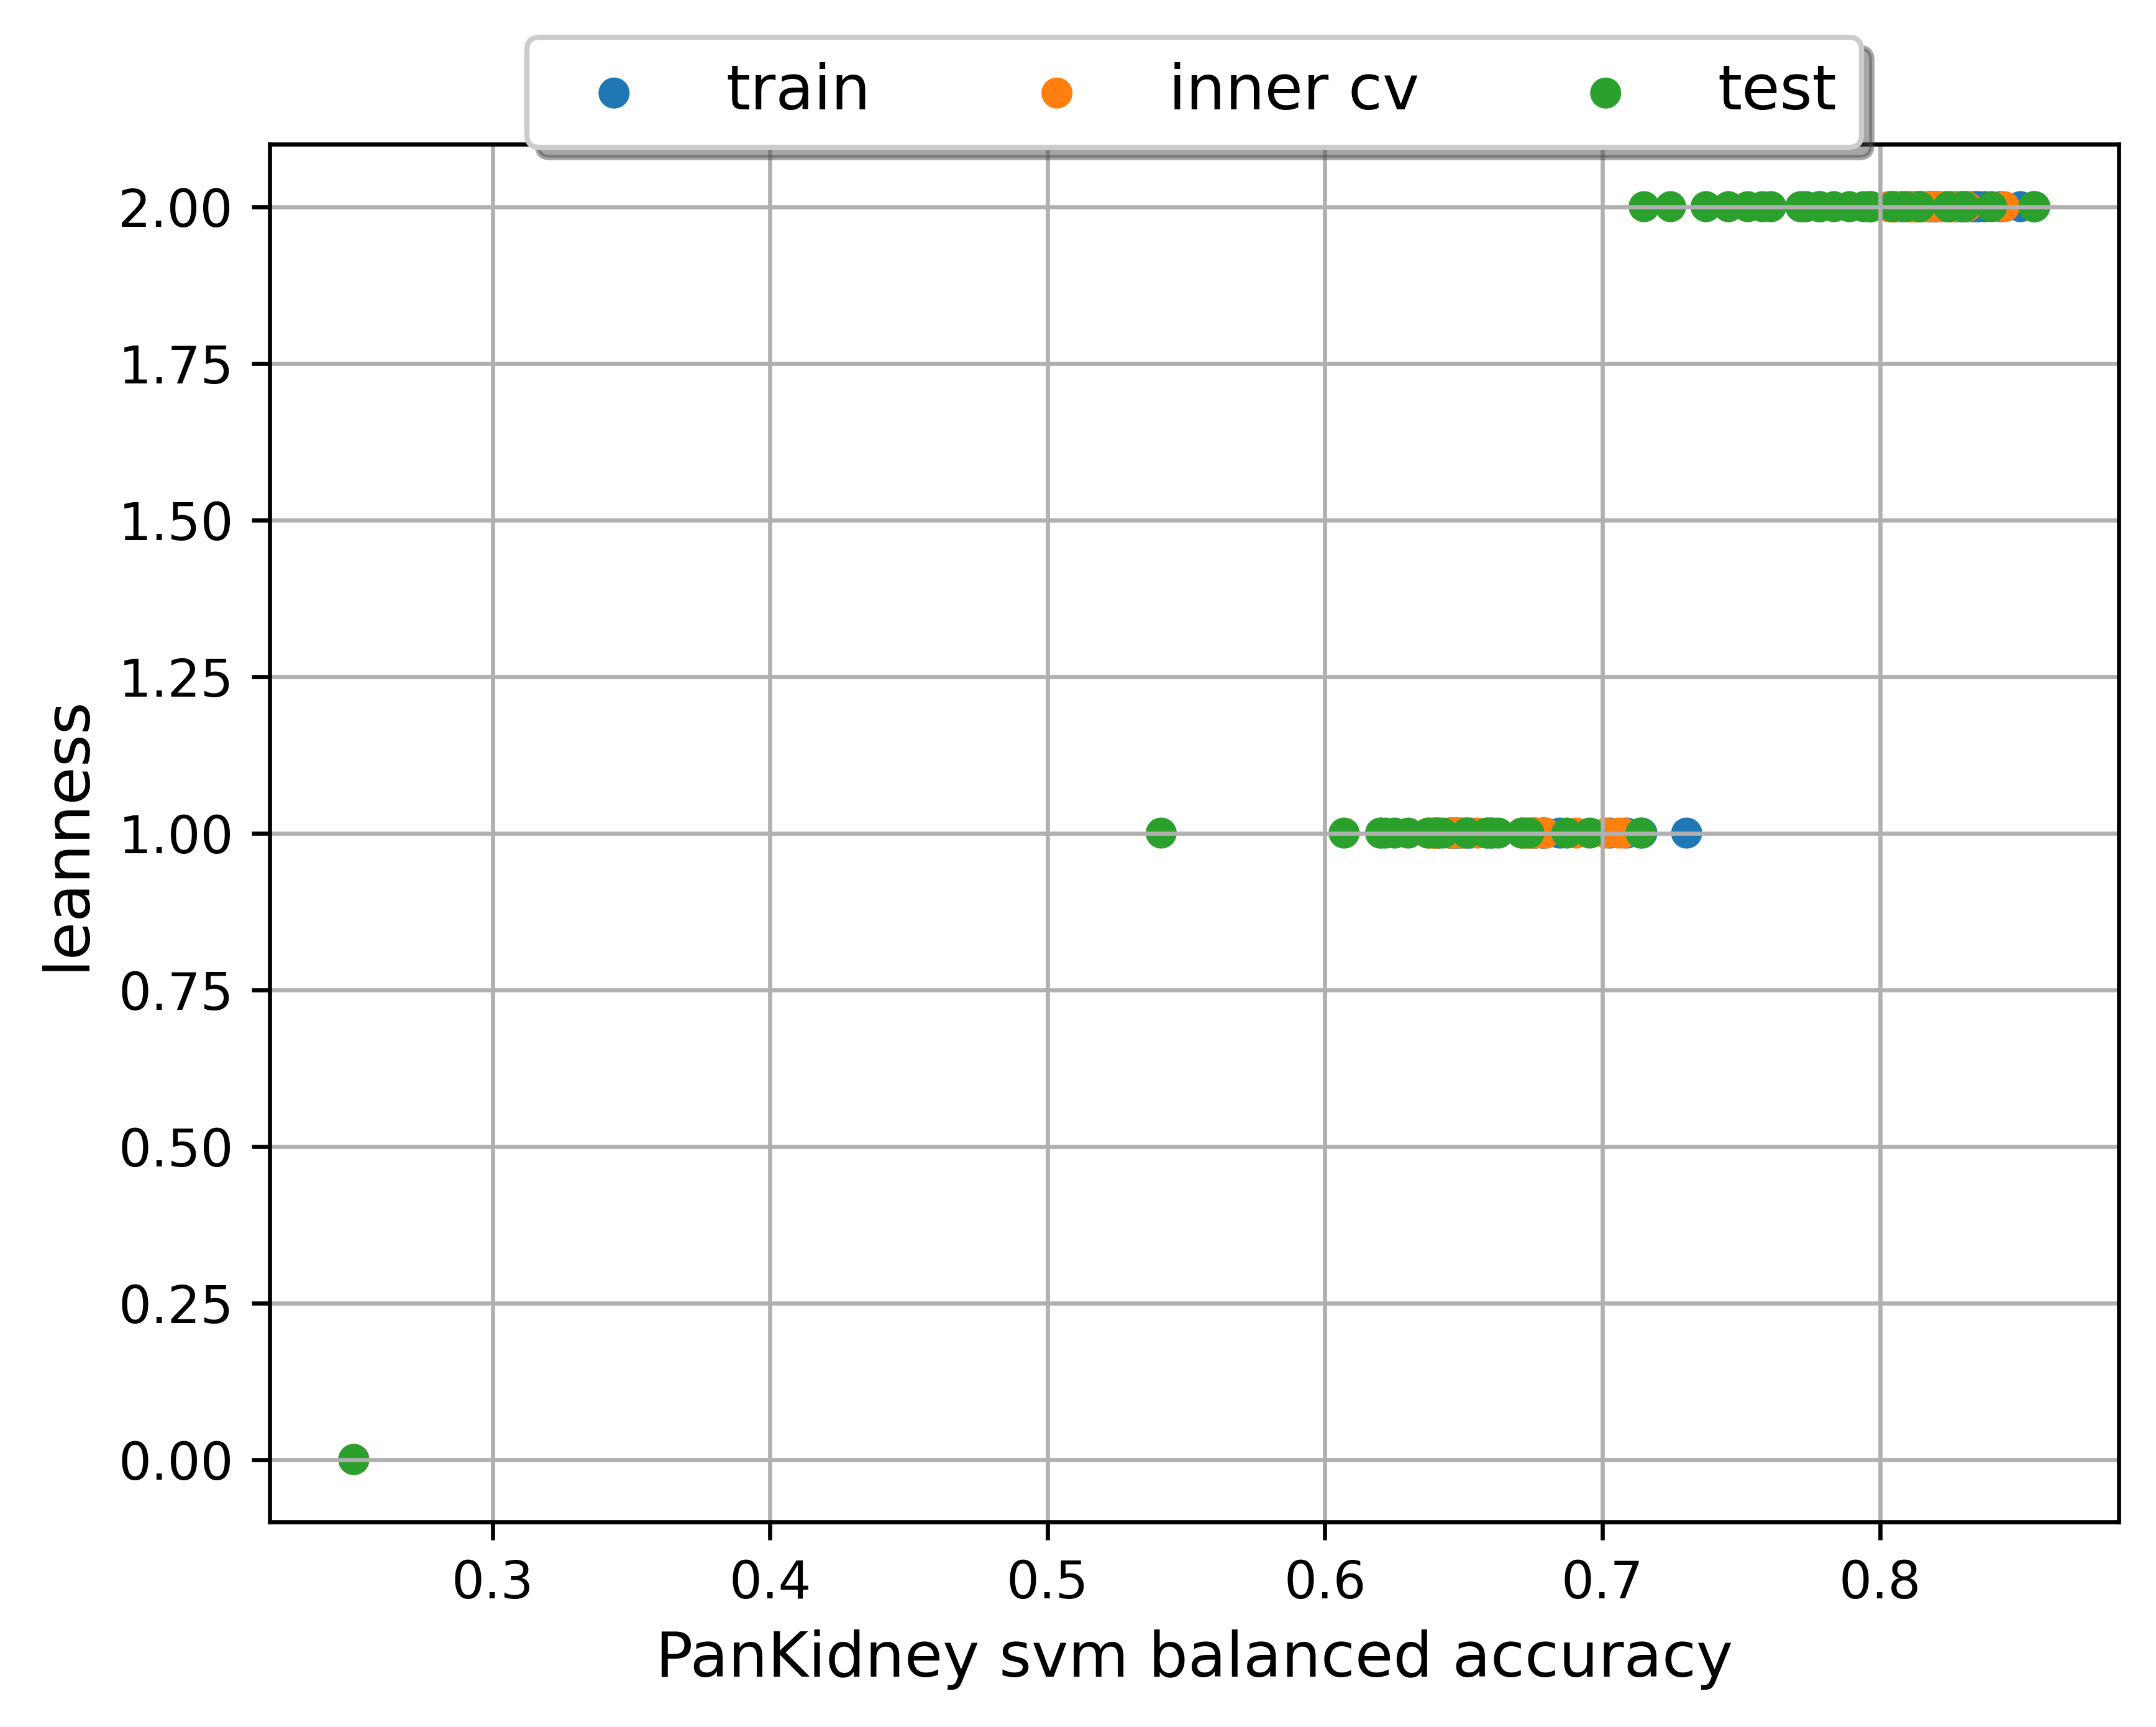 train inner cv test
2.00
1.75
1.50
1.25
1.00
0.75
0.50
0.25
0.00
leanness
0.3 0.4 0.5 0.6 0.7 0.8
PanKidney svm balanced accuracy